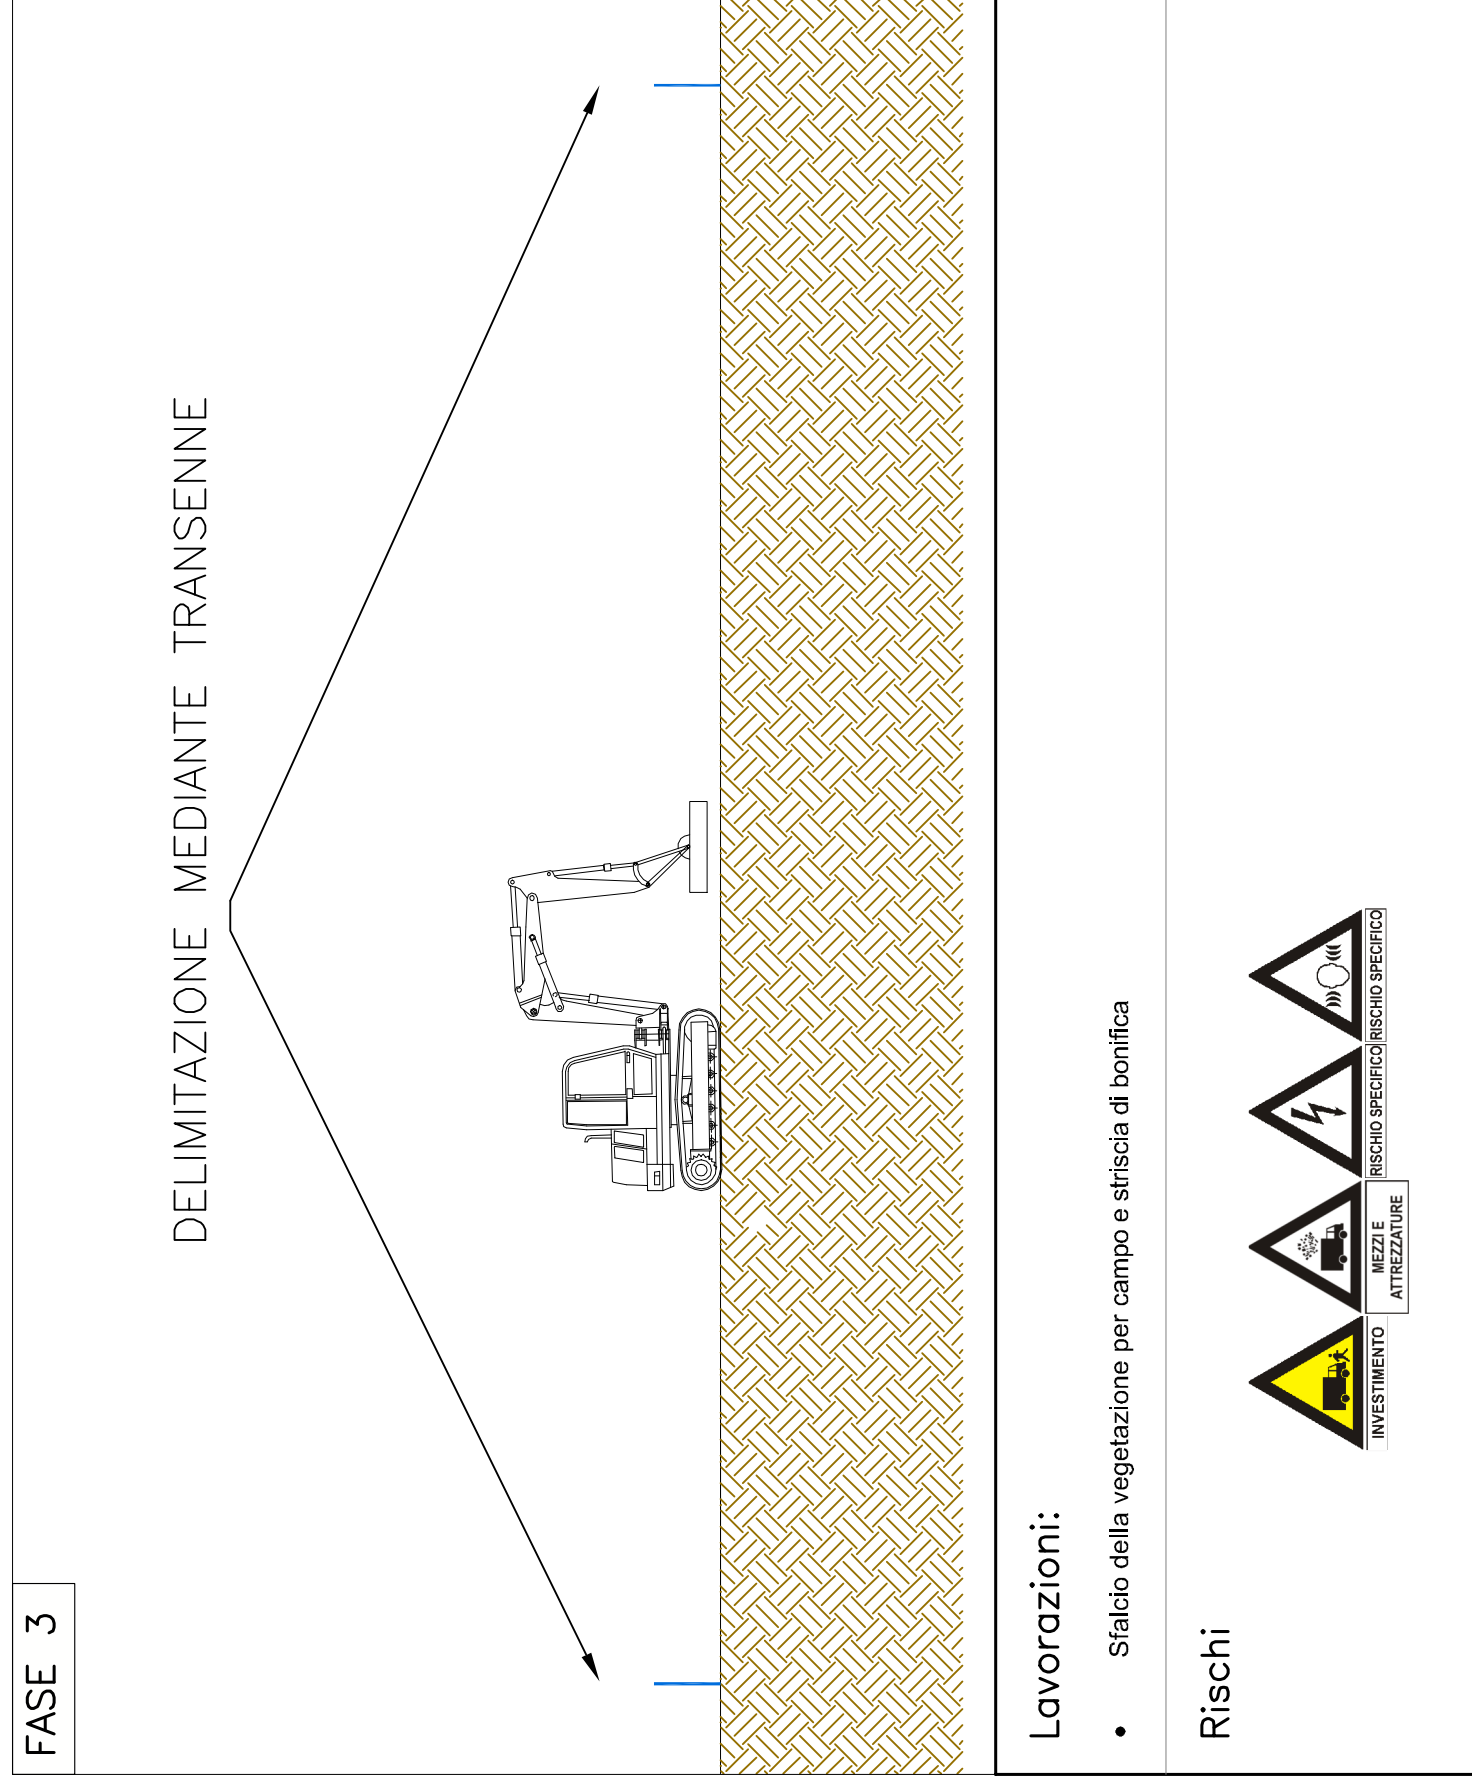 FASE 3
DELIMITAZIONE MEDIANTE TRANSENNE
Lavorazioni:
• Sfalcio della vegetazione per campo e striscia di bonifica
Rischi
INVESTIMENTO
MEZZI E
ATTREZZATURE
RISCHIO SPECIFICO
RISCHIO SPECIFICO